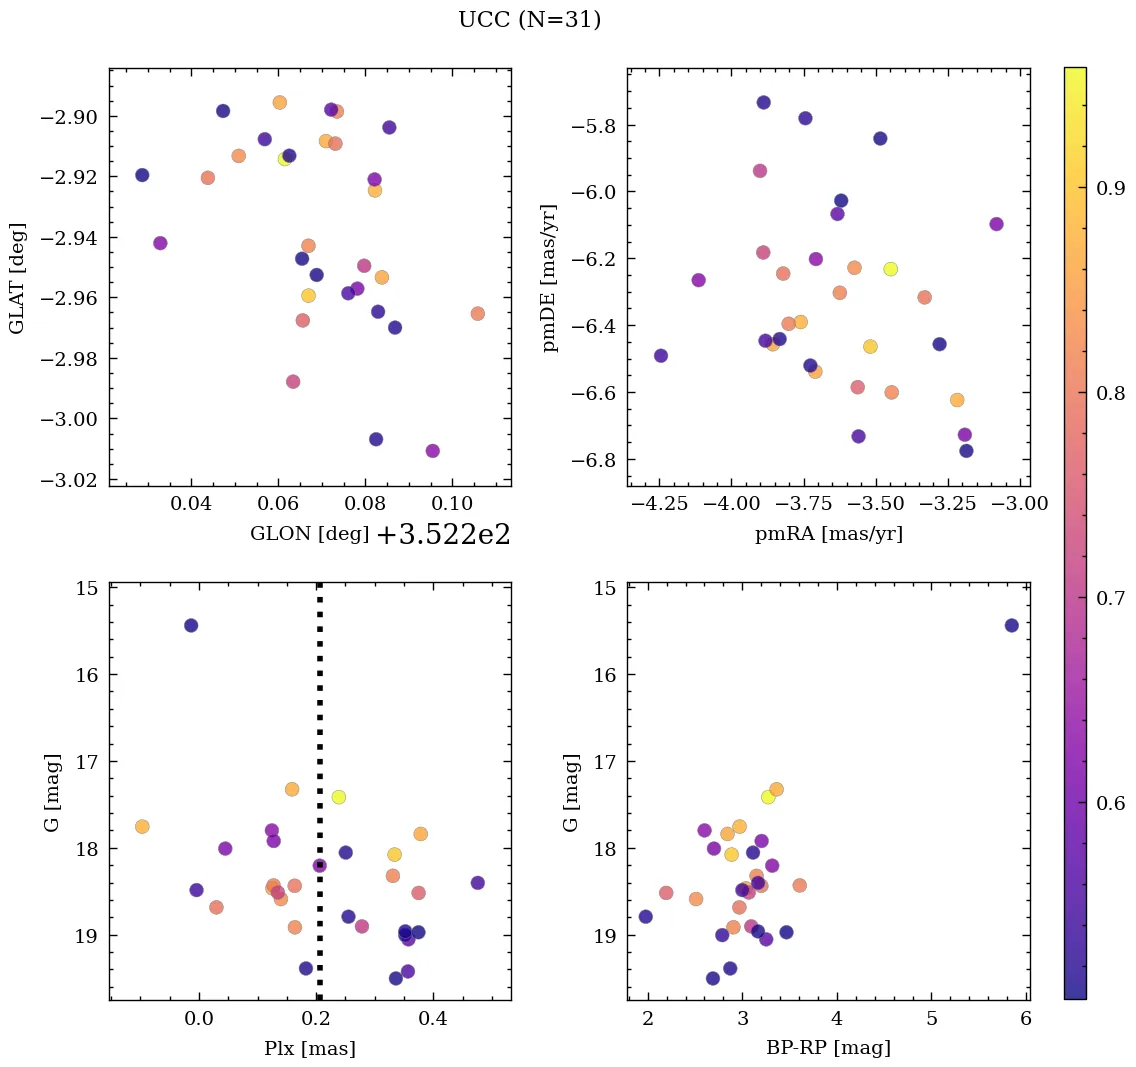 UCC (N=31)
−2.90
−2.92
−2.94
−2.96
−2.98
−3.00
−3.02
GLAT [deg]
0.04 0.06 0.08 0.10
GLON [deg] +3.522e2
−5.8
−6.0
−6.2
−6.4
−6.6
−6.8
pmDE [mas/yr]
−4.25 −4.00 −3.75 −3.50 −3.25 −3.00
pmRA [mas/yr]
15
16
17
18
19
G [mag]
0.0 0.2 0.4
Plx [mas]
15
16
17
18
19
G [mag]
2 3 4 5 6
BP-RP [mag]
0.9
0.8
0.7
0.6